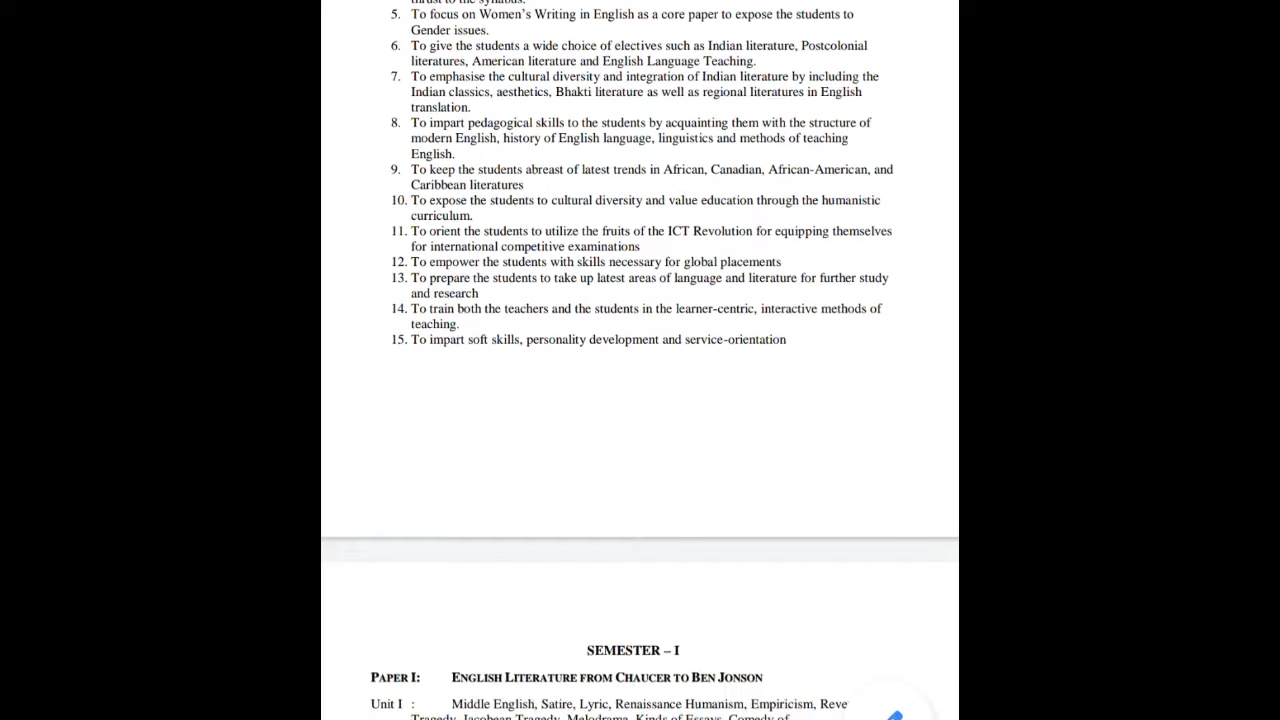 thrust to the syllabus.
5. To focus on Women's Writing in English as a core paper to expose the students to
Gender issues.
6. To give the students a wide choice of electives such as Indian literature, Postcolonial
literatures, American literature and English Language Teaching.
7. To emphasise the cultural diversity and integration of Indian literature by including the
Indian classics, aesthetics, Bhakti literature as well as regional literatures in English
translation.
8. To impart pedagogical skills to the students by acquainting them with the structure of
modern English, history of English language, linguistics and methods of teaching
English.
9. To keep the students abreast of latest trends in African, Canadian, African-American, and
Caribbean literatures
10. To expose the students to cultural diversity and value education through the humanistic
curriculum.
11. To orient the students to utilize the fruits of the ICT Revolution for equipping themselves
for international competitive examinations
12. To empower the students with skills necessary for global placements
13. To prepare the students to take up latest areas of language and literature for further study
and research
14. To train both the teachers and the students in the learner-centric, interactive methods of
teaching.
15. To impart soft skills, personality development and service-orientation
SEMESTER – I
PAPER I: ENGLISH LITERATURE FROM CHAUCER TO BEN JONSON
Unit I : Middle English, Satire, Lyric, Renaissance Humanism, Empiricism, Reve
Tragedy, Jacobean Tragedy, Melodrama, Kinds of Essays, Comedy of